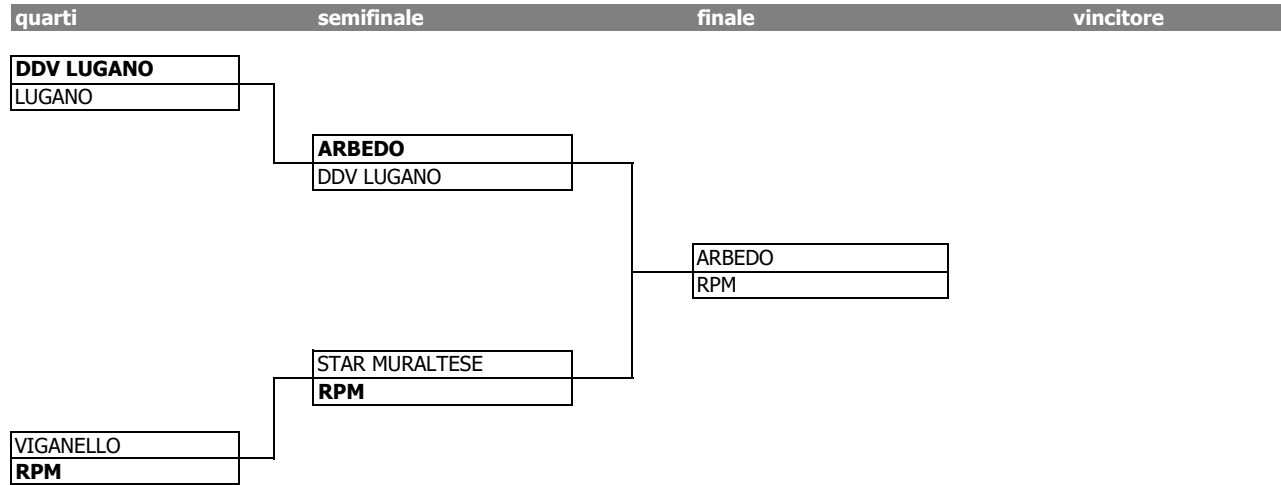 quarti semifinale finale vincitore
DDV LUGANO
LUGANO
ARBEDO
DDV LUGANO
ARBEDO
RPM
STAR MURALTESE
RPM
VIGANELLO
RPM